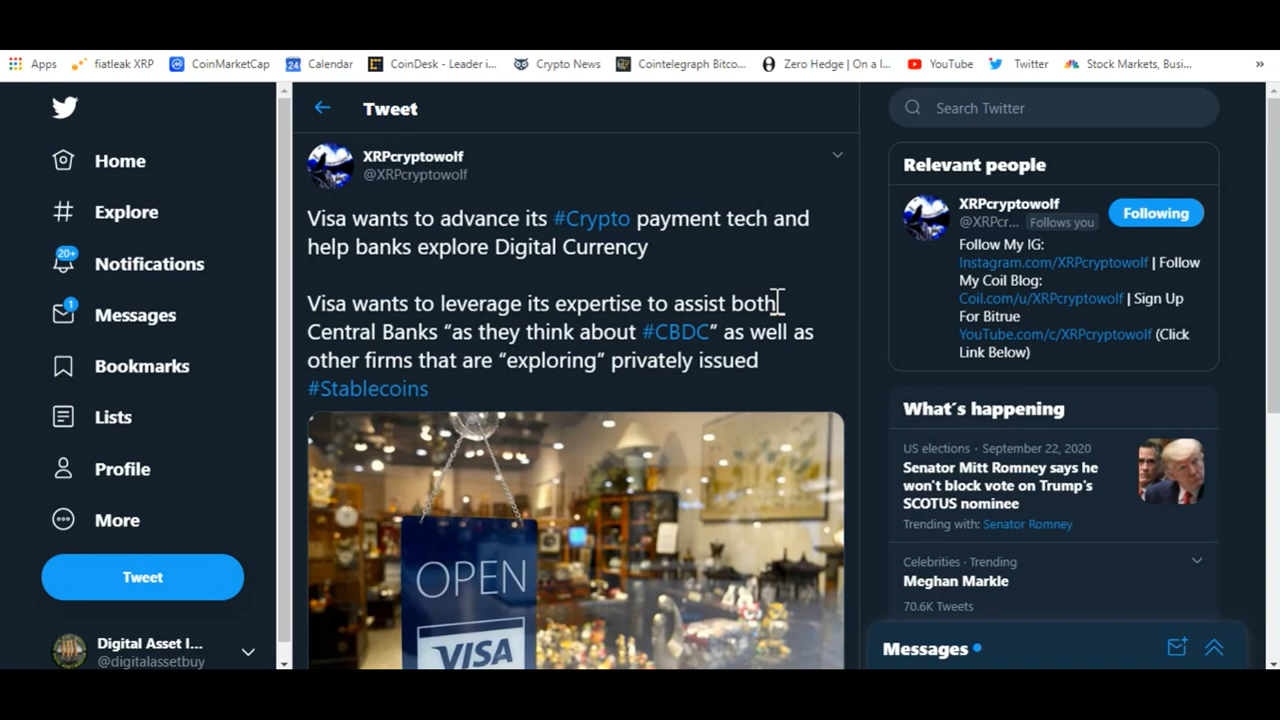 Apps
fiatleak XRP
CoinMarketCap
24 Calendar
CoinDesk - Leader i...
Crypto News
Cointelegraph Bitco...
Zero Hedge | On a l...
YouTube
Twitter
Stock Markets, Busi...
»
Home
Explore
20+
Notifications
1
Messages
Bookmarks
Lists
Profile
More
Tweet
Digital Asset I...
@digitalassetbuy
Tweet
XRPcryptowolf
@XRPcryptowolf
Visa wants to advance its #Crypto payment tech and
help banks explore Digital Currency
Visa wants to leverage its expertise to assist both
Central Banks “as they think about #CBDC” as well as
other firms that are “exploring” privately issued
#Stablecoins
OPEN
VISA
Search Twitter
Relevant people
XRPcryptowolf
@XRPcr... Follows you
Following
Follow My IG:
Instagram.com/XRPcryptowolf | Follow
My Coil Blog:
Coil.com/u/XRPcryptowolf | Sign Up
For Bitrue
YouTube.com/c/XRPcryptowolf (Click
Link Below)
What´s happening
US elections · September 22, 2020
Senator Mitt Romney says he
won't block vote on Trump's
SCOTUS nominee
Trending with: Senator Romney
Celebrities · Trending
Meghan Markle
70.6K Tweets
Messages